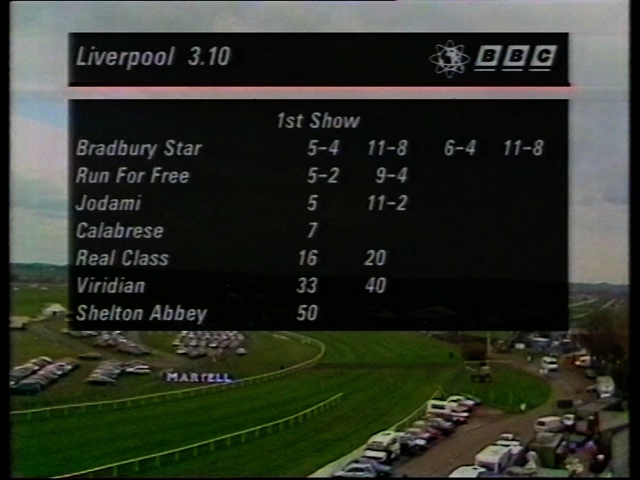 Liverpool 3.10 BBC
1st Show
Bradbury Star 5-4 11-8 6-4 11-8
Run For Free 5-2 9-4
Jodami 5 11-2
Calabrese 7
Real Class 16 20
Viridian 33 40
Shelton Abbey 50
MARTELL